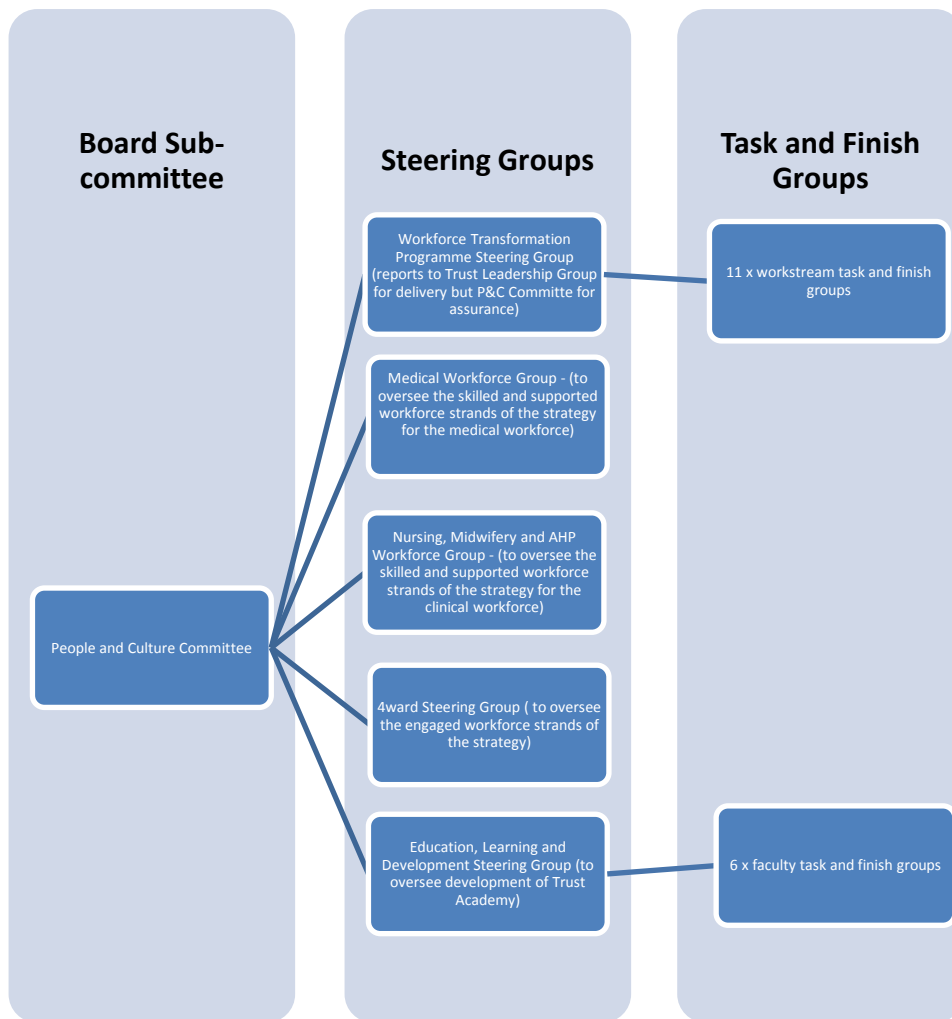 Board Sub-
committee
Steering Groups
Task and Finish
Groups
People and Culture Committee
Workforce Transformation
Programme Steering Group
(reports to Trust Leadership Group
for delivery but P&C Committe for
assurance)
Medical Workforce Group - (to
oversee the skilled and supported
workforce strands of the strategy
for the medical workforce)
Nursing, Midwifery and AHP
Workforce Group - (to oversee the
skilled and supported workforce
strands of the strategy for the
clinical workforce)
4ward Steering Group ( to oversee
the engaged workforce strands of
the strategy)
Education, Learning and
Development Steering Group (to
oversee development of Trust
Academy)
11 x workstream task and finish
groups
6 x faculty task and finish groups